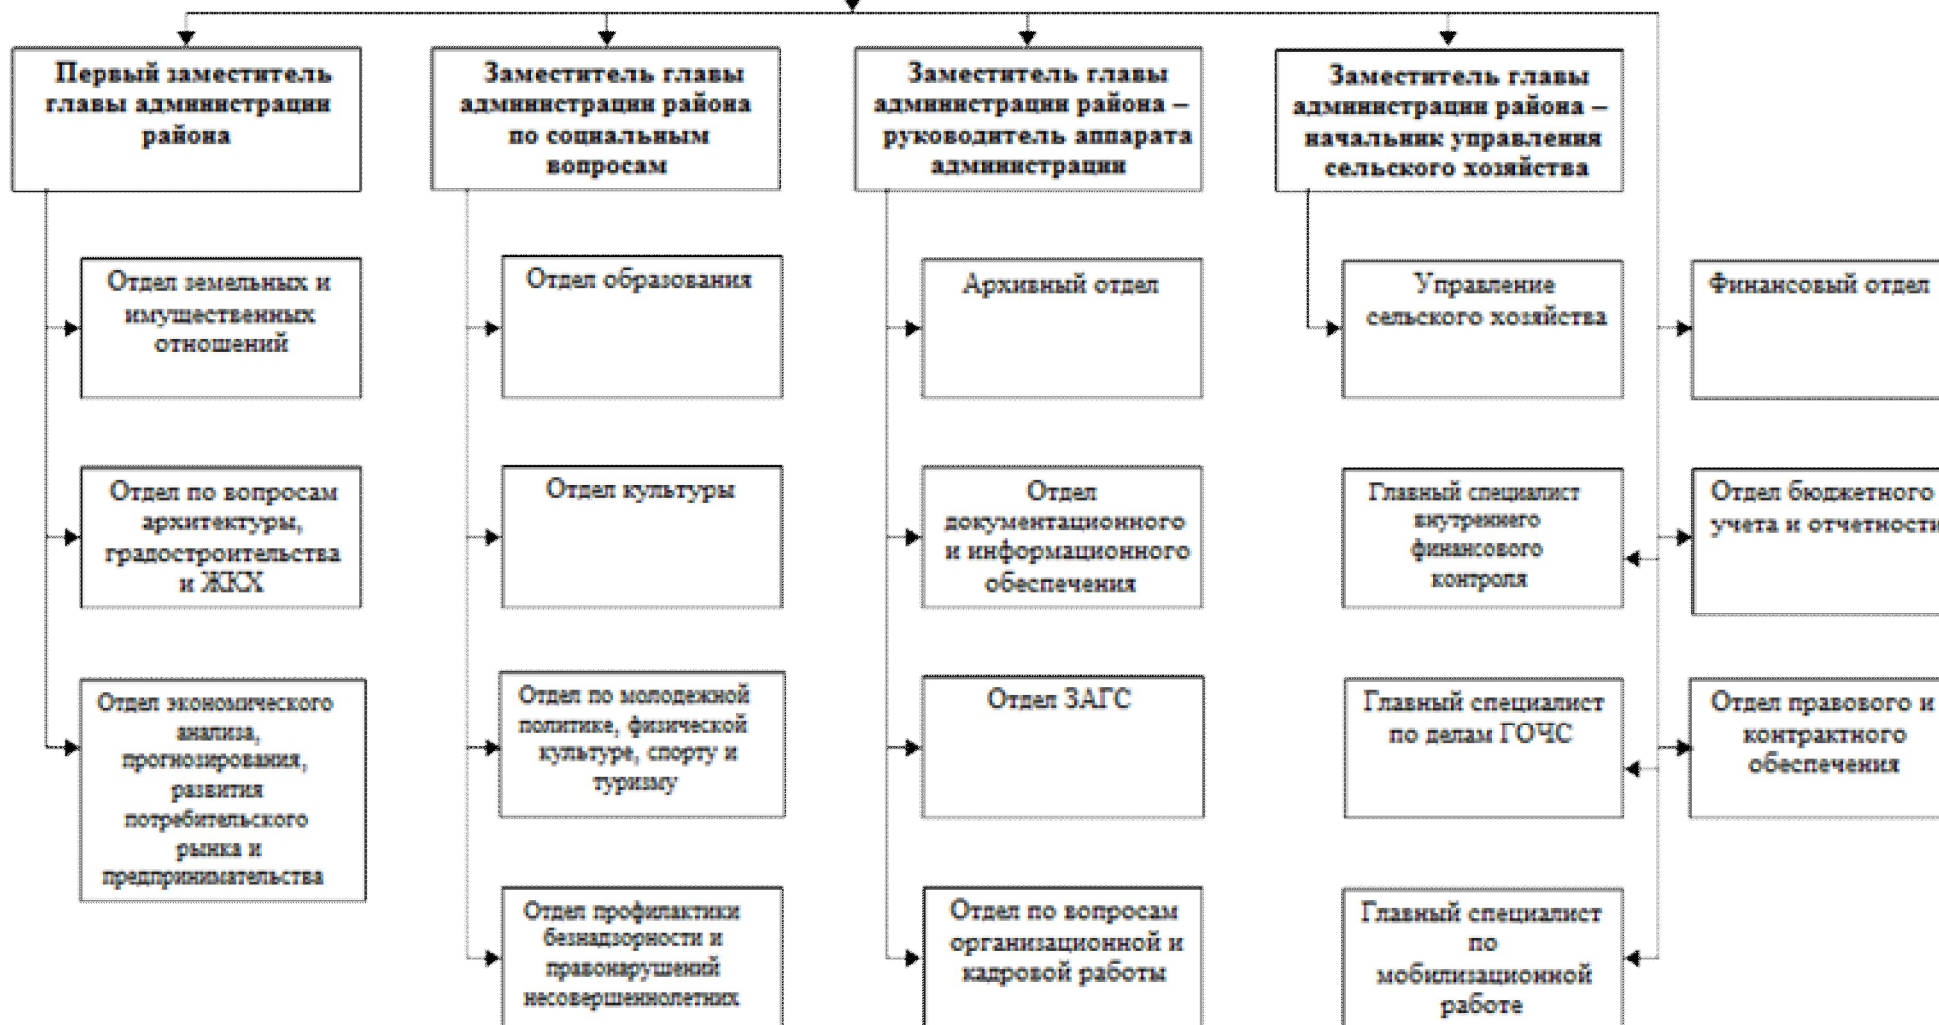 Первый заместитель
главы администрации
района
Заместитель главы
администрации района
по социальным
вопросам
Заместитель главы
администрации района –
руководитель аппарата
администрации
Заместитель главы
администрации района –
начальник управления
сельского хозяйства
Отдел земельных и
имущественных
отношений
Отдел образования
Архивный отдел
Управление
сельского хозяйства
Финансовый отдел
Отдел по вопросам
архитектуры,
градостроительства
и ЖКХ
Отдел культуры
Отдел
документационного
и информационного
обеспечения
Главный специалист
внутреннего
финансового
контроля
Отдел бюджетного
учета и отчетности
Отдел экономического
анализа,
прогнозирования,
развития
потребительского
рынка и
предпринимательства
Отдел по молодежной
политике, физической
культуре, спорту и
туризму
Отдел ЗАГС
Главный специалист
по делам ГОЧС
Отдел правового и
контрактного
обеспечения
Отдел профилактики
безнадзорности и
правонарушений
несовершеннолетних
Отдел по вопросам
организационной и
кадровой работы
Главный специалист
по
мобилизационной
работе